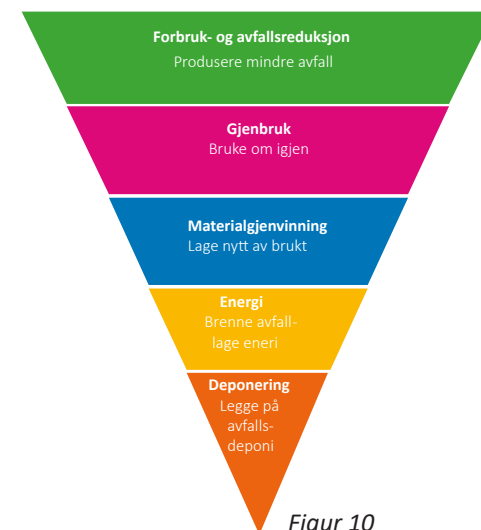 Forbruk- og avfallsreduksjon
Produsere mindre avfall
Gjenbruk
Bruke om igjen
Materialgjenvinning
Lage nytt av brukt
Energi
Brenne avfall-
lage eneri
Deponering
Legge på
avfalls-
deponi
Figur 10